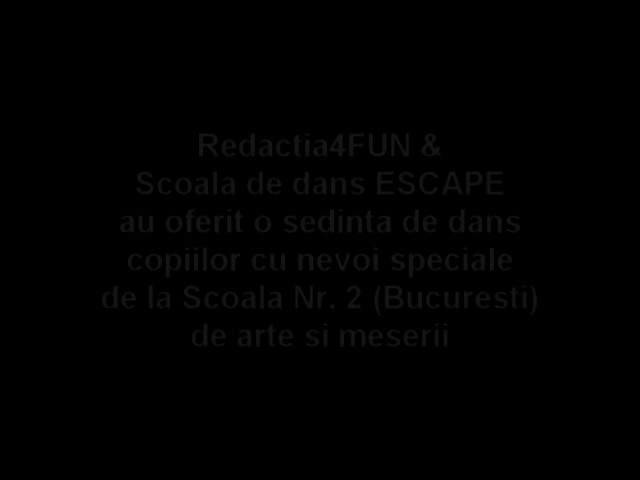 Redactia4FUN &
Scoala de dans ESCAPE
au oferit o sedinta de dans
copiilor cu nevoi speciale
de la Scoala Nr. 2 (Bucuresti)
de arte si meserii